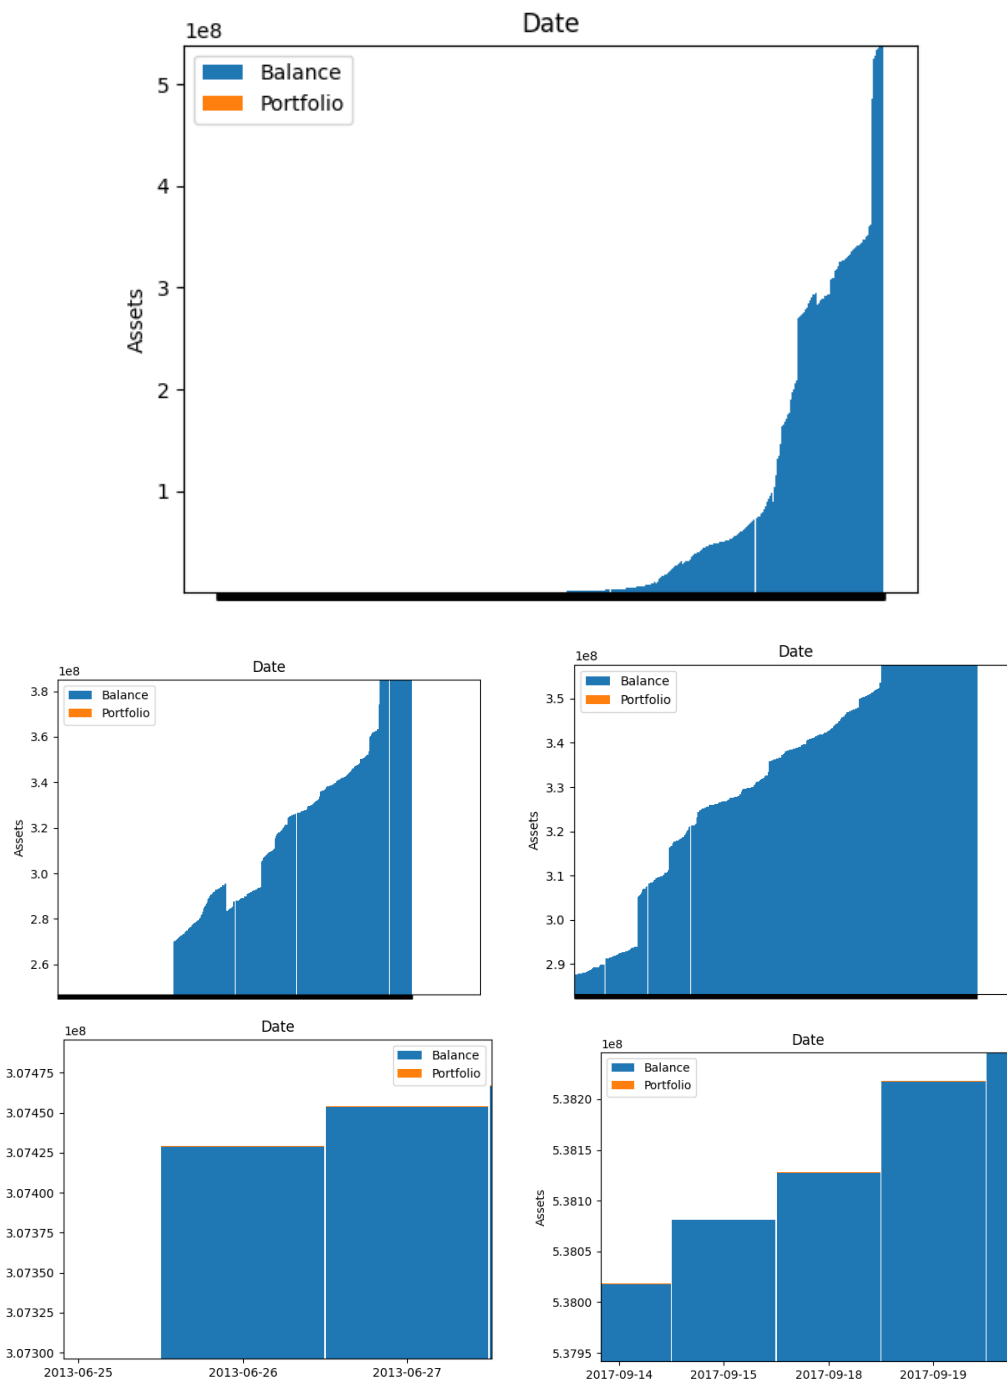 Date
1e8
Balance
Portfolio
Assets
5
4
3
2
1
Date
1e8
Balance
Portfolio
Assets
3.8
3.6
3.4
3.2
3.0
2.8
2.6
Date
1e8
Balance
Portfolio
Assets
3.5
3.4
3.3
3.2
3.1
3.0
2.9
Date
1e8
Balance
Portfolio
3.07475
3.07450
3.07425
3.07400
3.07375
3.07350
3.07325
3.07300
2013-06-25 2013-06-26 2013-06-27
Date
1e8
Balance
Portfolio
Assets
5.3820
5.3815
5.3810
5.3805
5.3800
5.3795
2017-09-14 2017-09-15 2017-09-18 2017-09-19